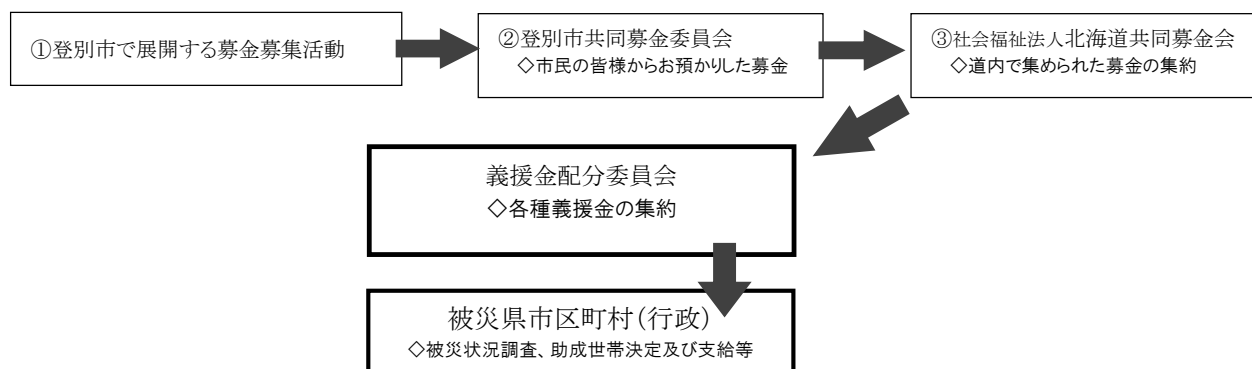 ①登別市で展開する募金募集活動
②登別市共同募金委員会
◇市民の皆様からお預かりした募金
③社会福祉法人北海道共同募金会
◇道内で集められた募金の集約
義援金配分委員会
◇各種義援金の集約
被災県市区町村(行政)
◇被災状況調査、助成世帯決定及び支給等